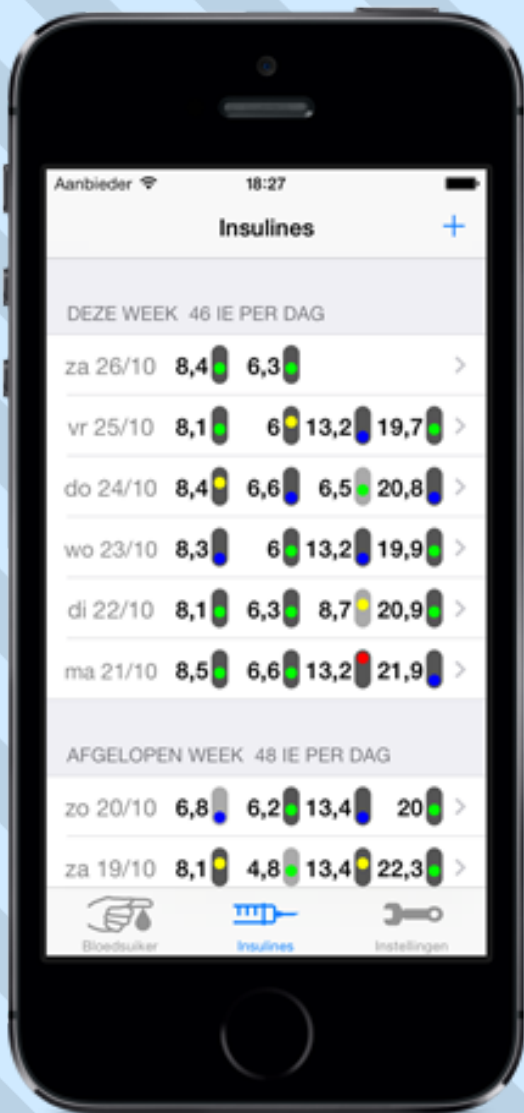 Aanbieder 18:27
Insulines +
DEZE WEEK 46 IE PER DAG
za 26/10 8,4 6,3
vr 25/10 8,1 6 13,2 19,7
do 24/10 8,4 6,6 6,5 20,8
wo 23/10 8,3 6 13,2 19,9
di 22/10 8,1 6,3 8,7 20,9
ma 21/10 8,5 6,6 13,2 21,9
AFGELOPEN WEEK 48 IE PER DAG
zo 20/10 6,8 6,2 13,4 20
za 19/10 8,1 4,8 13,4 22,3
Bloedsuiker Insulines Instellingen